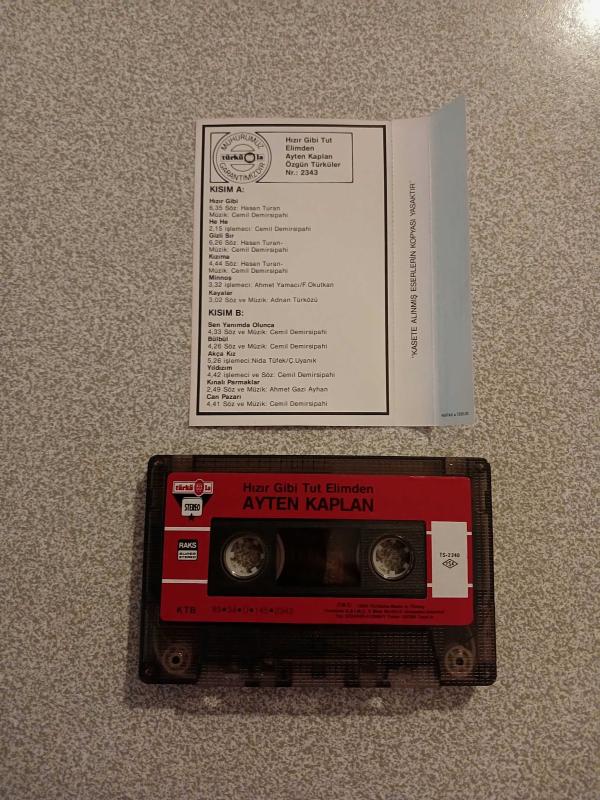 MÜHÜRÜMÜZ
türküola
GARANTİMİZDİR
Hızır Gibi Tut
Elimden
Ayten Kaplan
Özgün Türküler
Nr.: 2343
KISIM A:
Hızır Gibi
6,35 Söz: Hasan Turan
Müzik: Cemil Demirsipahi
He He
2,15 işlemeci: Cemil Demirsipahi
Gizli Sır
6,26 Söz: Hasan Turan-
Müzik: Cemil Demirsipahi
Kızıma
4,44 Söz: Hasan Turan-
Müzik: Cemil Demirsipahi
Minnoş
3,32 işlemeci: Ahmet Yamacı/F.Okutkan
Kayalar
3,02 Söz ve Müzik: Adnan Türközü
KISIM B:
Sen Yanımda Olunca
4,33 Söz ve Müzik: Cemil Demirsipahi
Bülbül
4,26 Söz ve Müzik: Cemil Demirsipahi
Akça Kız
5,26 işlemeci:Nida Tüfek/Ç.Uyanık
Yıldızım
4,42 işlemeci ve Söz: Cemil Demirsipahi
Kınalı Parmaklar
2,49 Söz ve Müzik: Ahmet Gazi Ayhan
Can Pazarı
4,41 Söz ve Müzik: Cemil Demirsipahi
"KASETE ALINMIŞ ESERLERİN KOPYASI YASAKTIR"
türküola
STEREO
Hızır Gibi Tut Elimden
AYTEN KAPLAN
RAKS
TS-2340
TSE
KTB